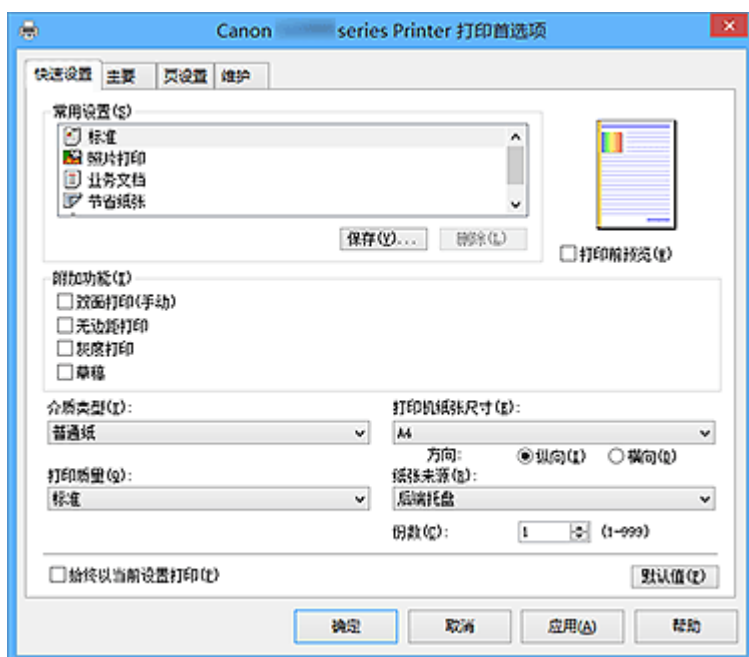 Canon series Printer 打印首选项
快速设置 主要 页设置 维护
常用设置(S)
标准
照片打印
业务文档
节省纸张
保存(V)... 删除(L)
打印前预览(W)
附加功能(I)
双面打印(手动)
无边距打印
灰度打印
草稿
介质类型(I):
普通纸
打印机纸张尺寸(E):
A4
方向: 纵向(I) 横向(D)
打印质量(Q):
标准
纸张来源(R):
后端托盘
份数(C): 1 (1-999)
始终以当前设置打印(T)
默认值(F)
确定 取消 应用(A) 帮助